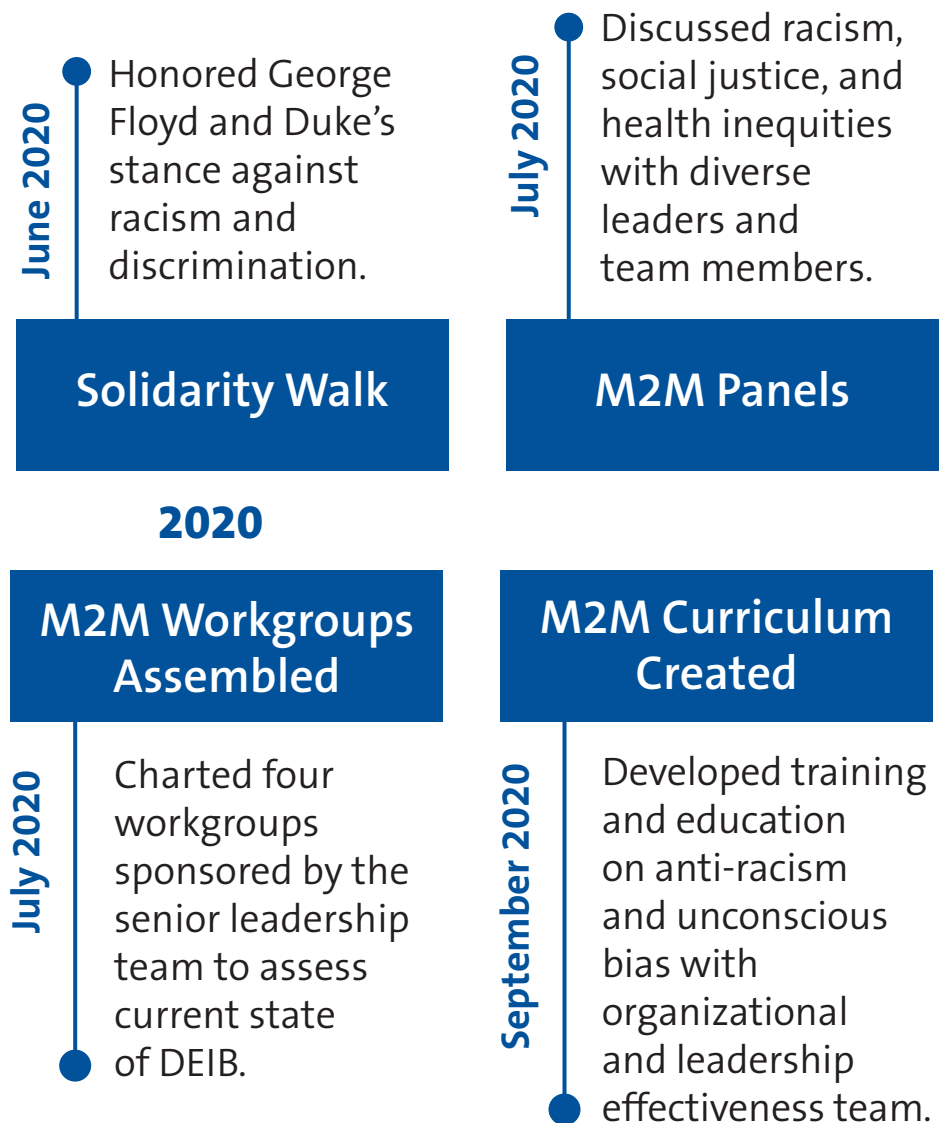 June 2020
Honored George
Floyd and Duke’s
stance against
racism and
discrimination.
Solidarity Walk
July 2020
Discussed racism,
social justice, and
health inequities
with diverse
leaders and
team members.
M2M Panels
2020
M2M Workgroups
Assembled
July 2020
Charted four
workgroups
sponsored by the
senior leadership
team to assess
current state
of DEIB.
M2M Curriculum
Created
September 2020
Developed training
and education
on anti-racism
and unconscious
bias with
organizational
and leadership
effectiveness team.